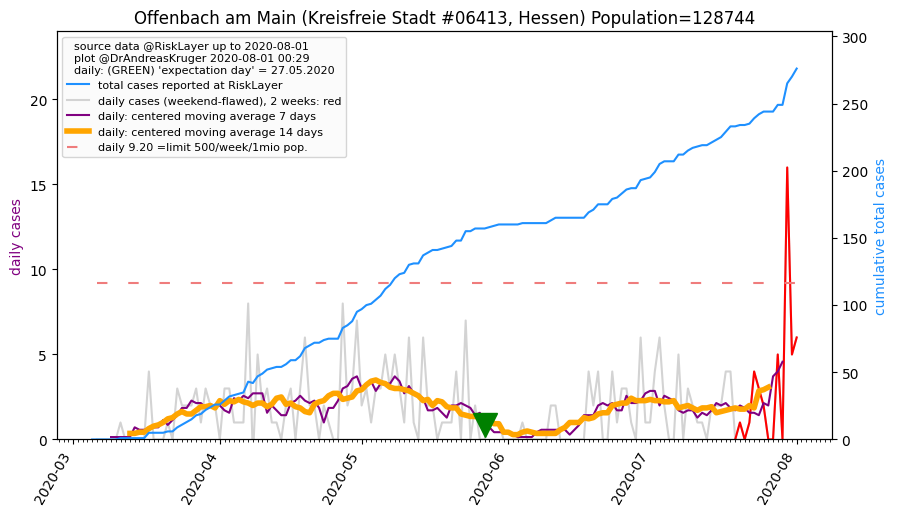 Offenbach am Main (Kreisfreie Stadt #06413, Hessen) Population=128744
source data @RiskLayer up to 2020-08-01
plot @DrAndreasKruger 2020-08-01 00:29
daily: (GREEN) 'expectation day' = 27.05.2020
total cases reported at RiskLayer
daily cases (weekend-flawed), 2 weeks: red
daily: centered moving average 7 days
daily: centered moving average 14 days
daily 9.20 =limit 500/week/1mio pop.
daily cases
0
5
10
15
20
cumulative total cases
0
50
100
150
200
250
300
2020-03
2020-04
2020-05
2020-06
2020-07
2020-08